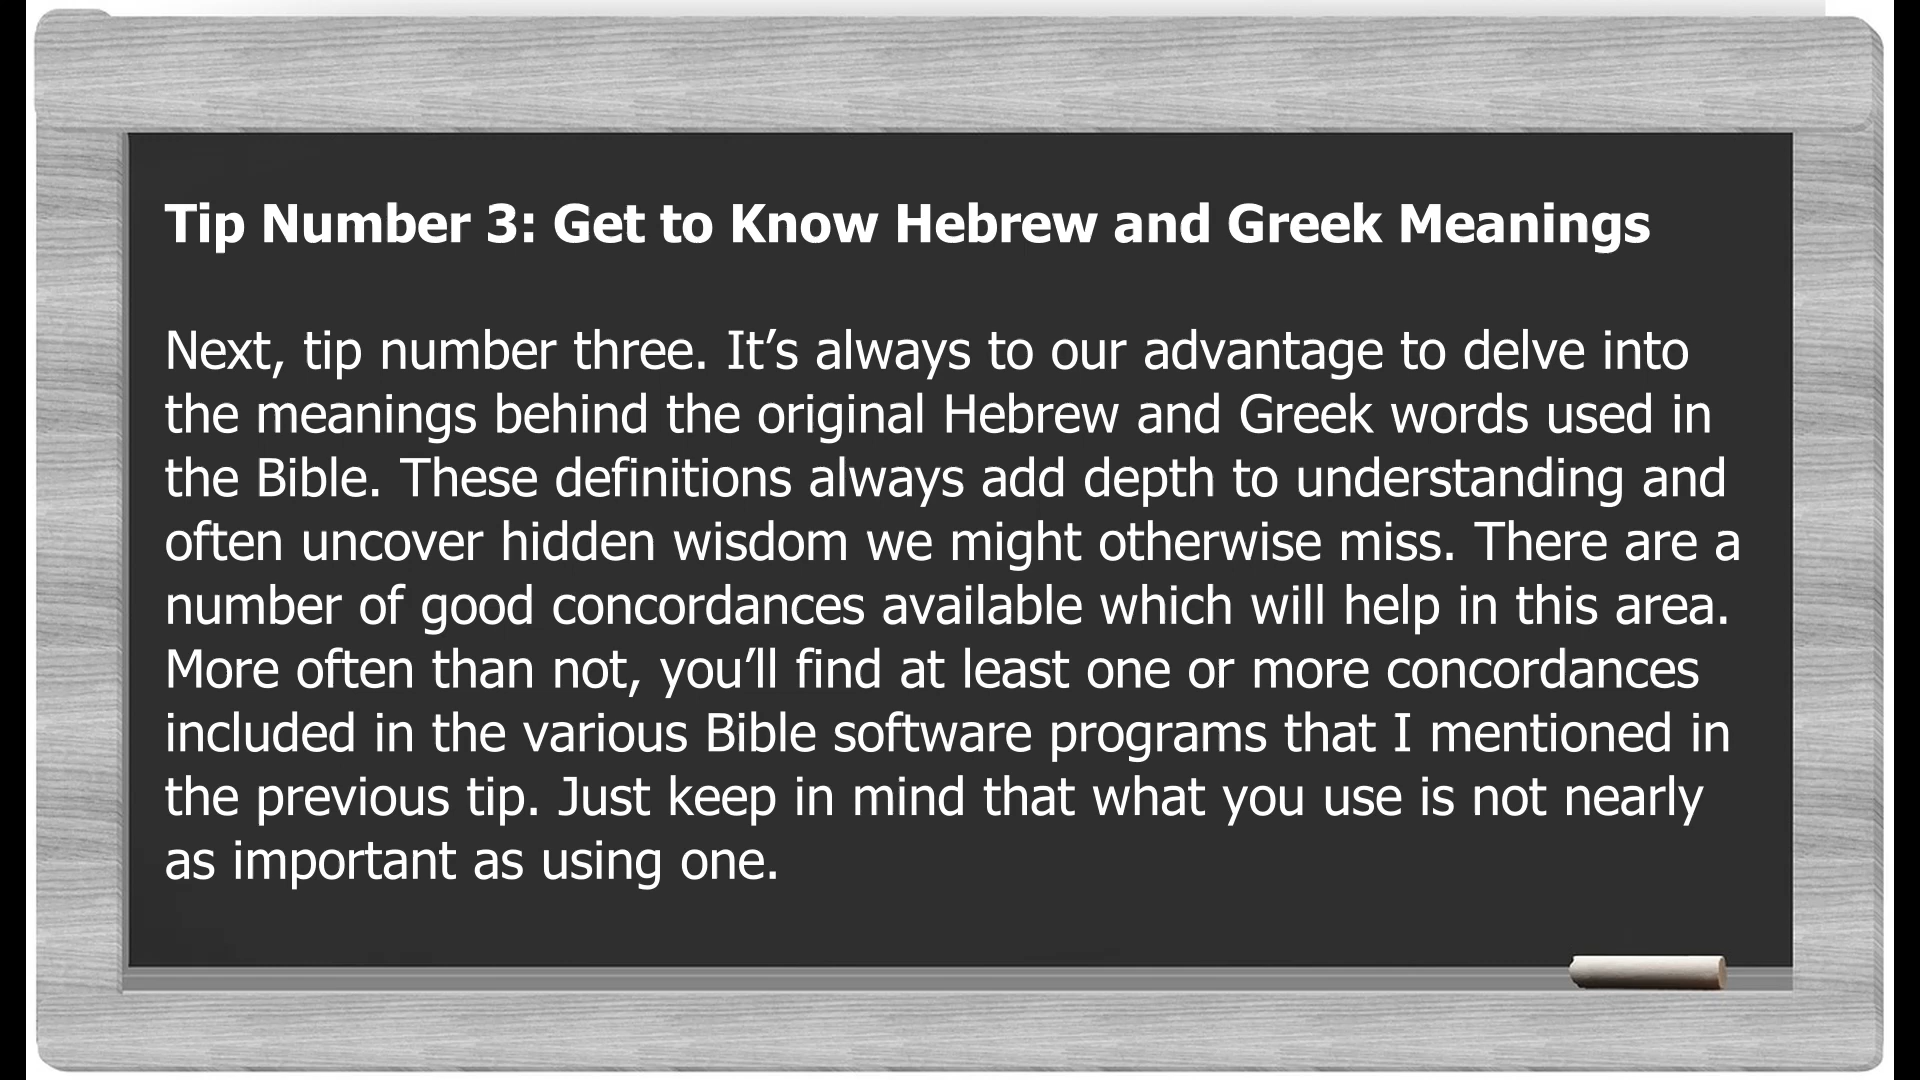 Tip Number 3: Get to Know Hebrew and Greek Meanings
Next, tip number three. It’s always to our advantage to delve into
the meanings behind the original Hebrew and Greek words used in
the Bible. These definitions always add depth to understanding and
often uncover hidden wisdom we might otherwise miss. There are a
number of good concordances available which will help in this area.
More often than not, you’ll find at least one or more concordances
included in the various Bible software programs that I mentioned in
the previous tip. Just keep in mind that what you use is not nearly
as important as using one.